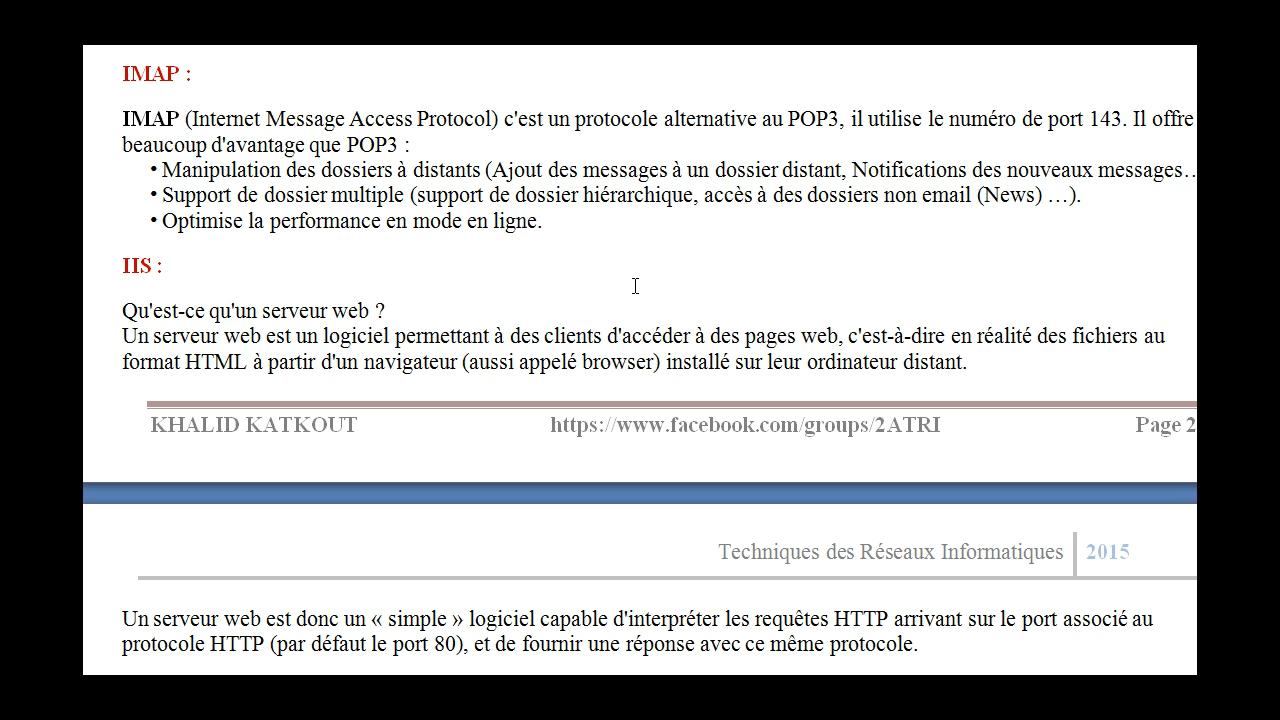 IMAP :
IMAP (Internet Message Access Protocol) c'est un protocole alternative au POP3, il utilise le numéro de port 143. Il offre
beaucoup d'avantage que POP3 :
• Manipulation des dossiers à distants (Ajout des messages à un dossier distant, Notifications des nouveaux messages…
• Support de dossier multiple (support de dossier hiérarchique, accès à des dossiers non email (News) …).
• Optimise la performance en mode en ligne.
IIS :
Qu'est-ce qu'un serveur web ?
Un serveur web est un logiciel permettant à des clients d'accéder à des pages web, c'est-à-dire en réalité des fichiers au
format HTML à partir d'un navigateur (aussi appelé browser) installé sur leur ordinateur distant.
KHALID KATKOUT https://www.facebook.com/groups/2ATRI Page 2
Techniques des Réseaux Informatiques 2015
Un serveur web est donc un « simple » logiciel capable d'interpréter les requêtes HTTP arrivant sur le port associé au
protocole HTTP (par défaut le port 80), et de fournir une réponse avec ce même protocole.